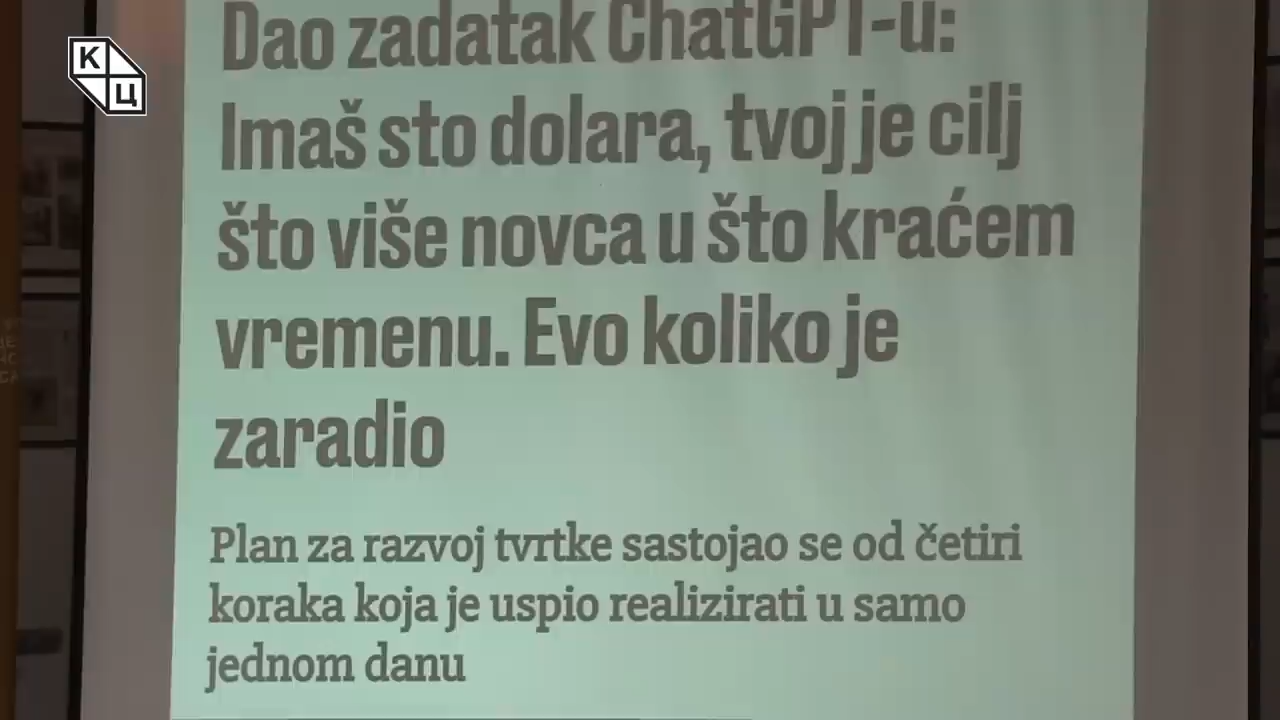 К
Ц
Dao zadatak ChatGPT-u:
Imaš sto dolara, tvoj je cilj
što više novca u što kraćem
vremenu. Evo koliko je
zaradio
Plan za razvoj tvrtke sastojao se od četiri
koraka koja je uspio realizirati u samo
jednom danu